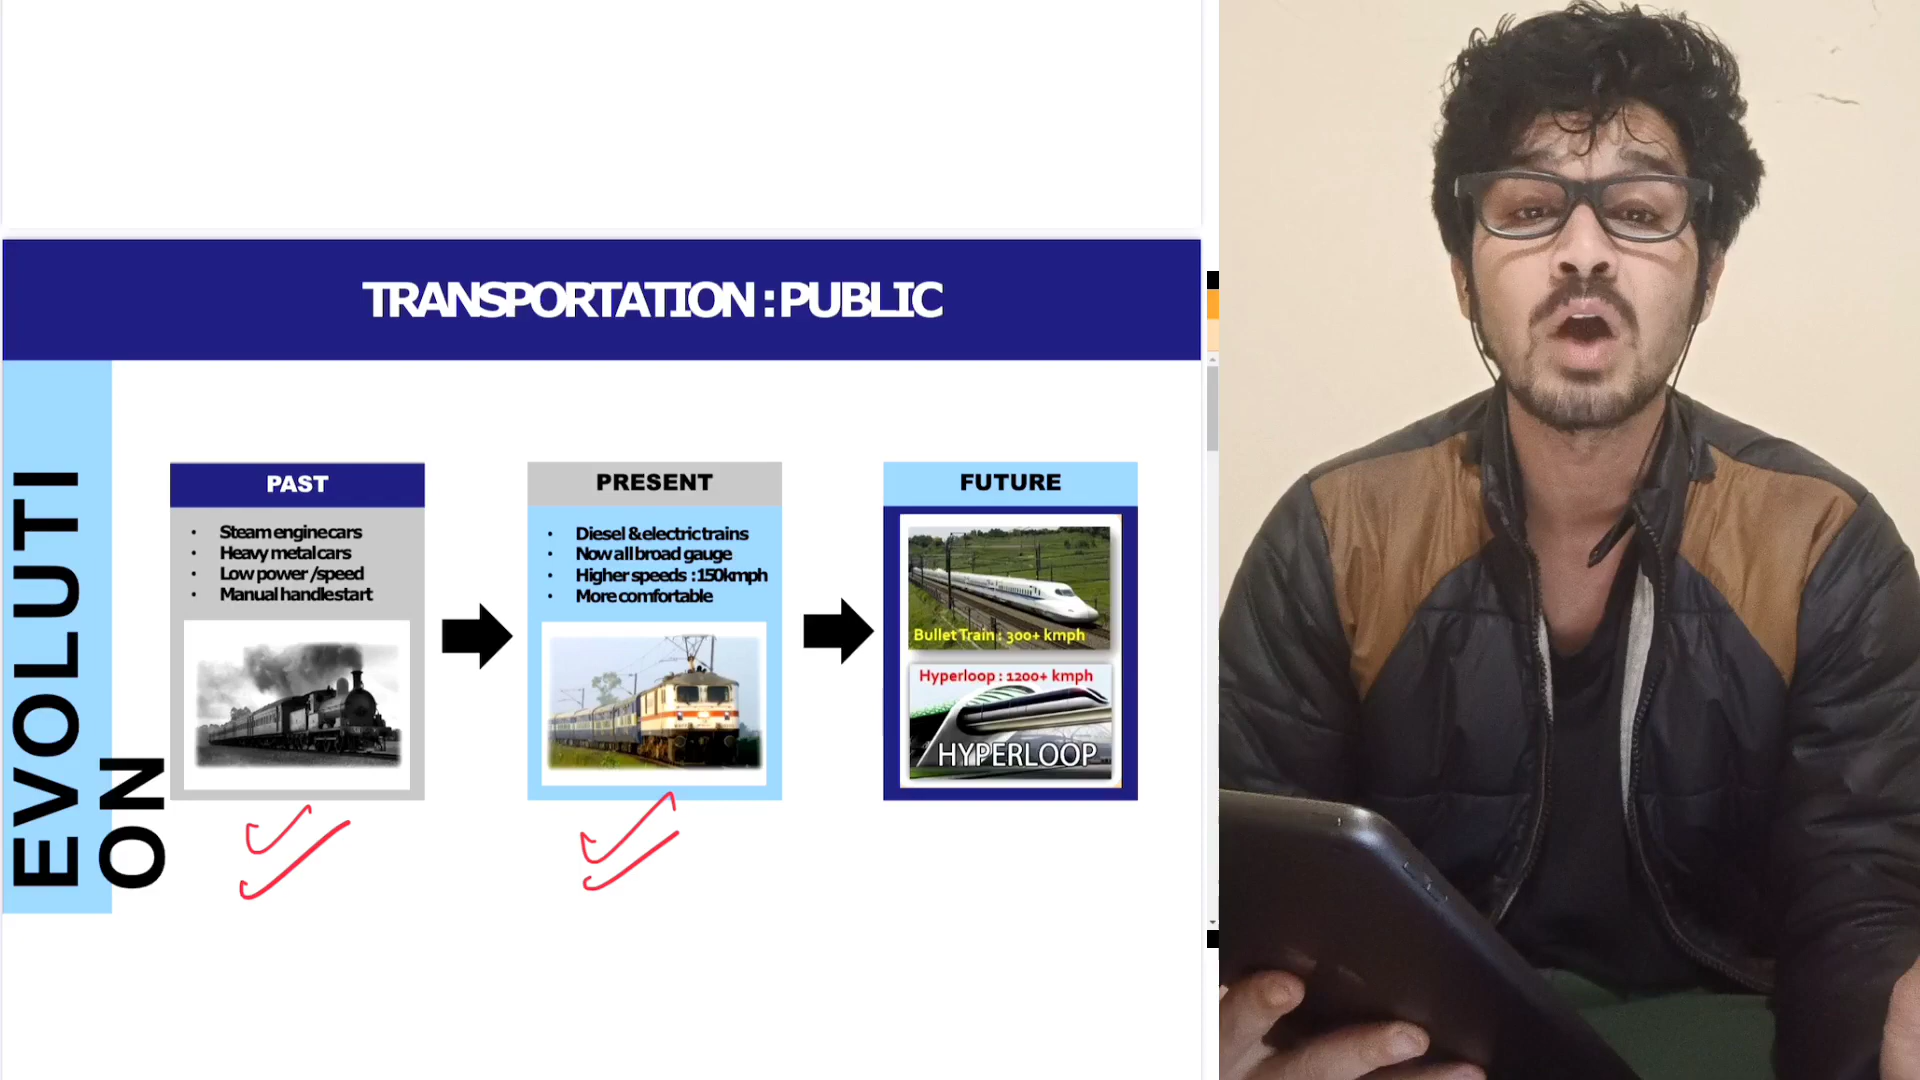 TRANSPORTATION : PUBLIC
EVOLUTI
ON
PAST
• Steam engine cars
• Heavy metal cars
• Low power /speed
• Manual handle start
PRESENT
• Diesel & electric trains
• Now all broad gauge
• Higher speeds : 150kmph
• More comfortable
FUTURE
Bullet Train : 300+ kmph
Hyperloop : 1200+ kmph
HYPERLOOP